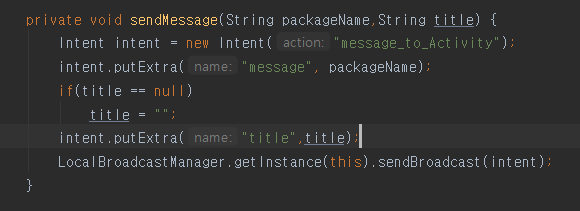 private void sendMessage(String packageName,String title) {
Intent intent = new Intent( action: "message_to_Activity");
intent.putExtra( name: "message", packageName);
if(title == null)
title = "";
intent.putExtra( name: "title",title);
LocalBroadcastManager.getInstance(this).sendBroadcast(intent);
}